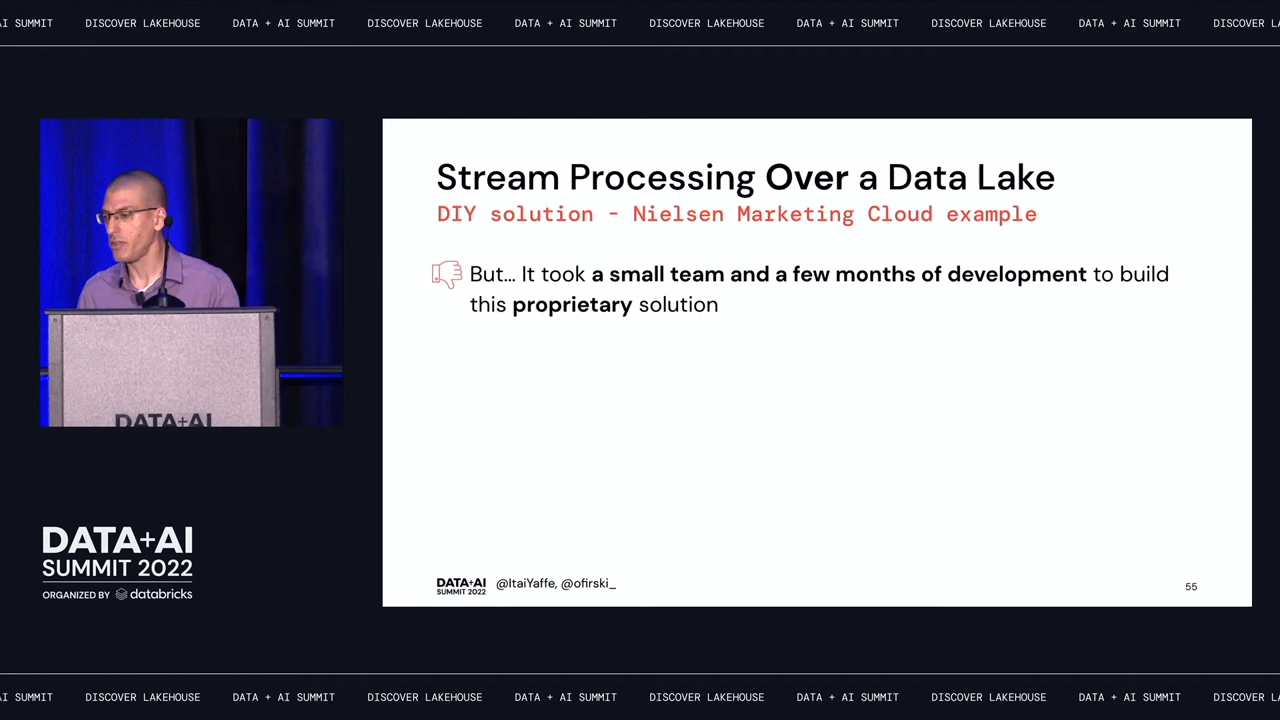 AI SUMMIT DISCOVER LAKEHOUSE DATA + AI SUMMIT DISCOVER LAKEHOUSE DATA + AI SUMMIT DISCOVER LAKEHOUSE DATA + AI SUMMIT DISCOVER LAKEHOUSE DATA + AI SUMMIT DISCOVER
Stream Processing Over a Data Lake
DIY solution - Nielsen Marketing Cloud example
But... It took a small team and a few months of development to build
this proprietary solution
DATA+AI
DATA+AI
SUMMIT 2022
ORGANIZED BY databricks
DATA+AI
SUMMIT 2022
@ItaiYaffe, @ofirski_
55
AI SUMMIT DISCOVER LAKEHOUSE DATA + AI SUMMIT DISCOVER LAKEHOUSE DATA + AI SUMMIT DISCOVER LAKEHOUSE DATA + AI SUMMIT DISCOVER LAKEHOUSE DATA + AI SUMMIT DISCOVER